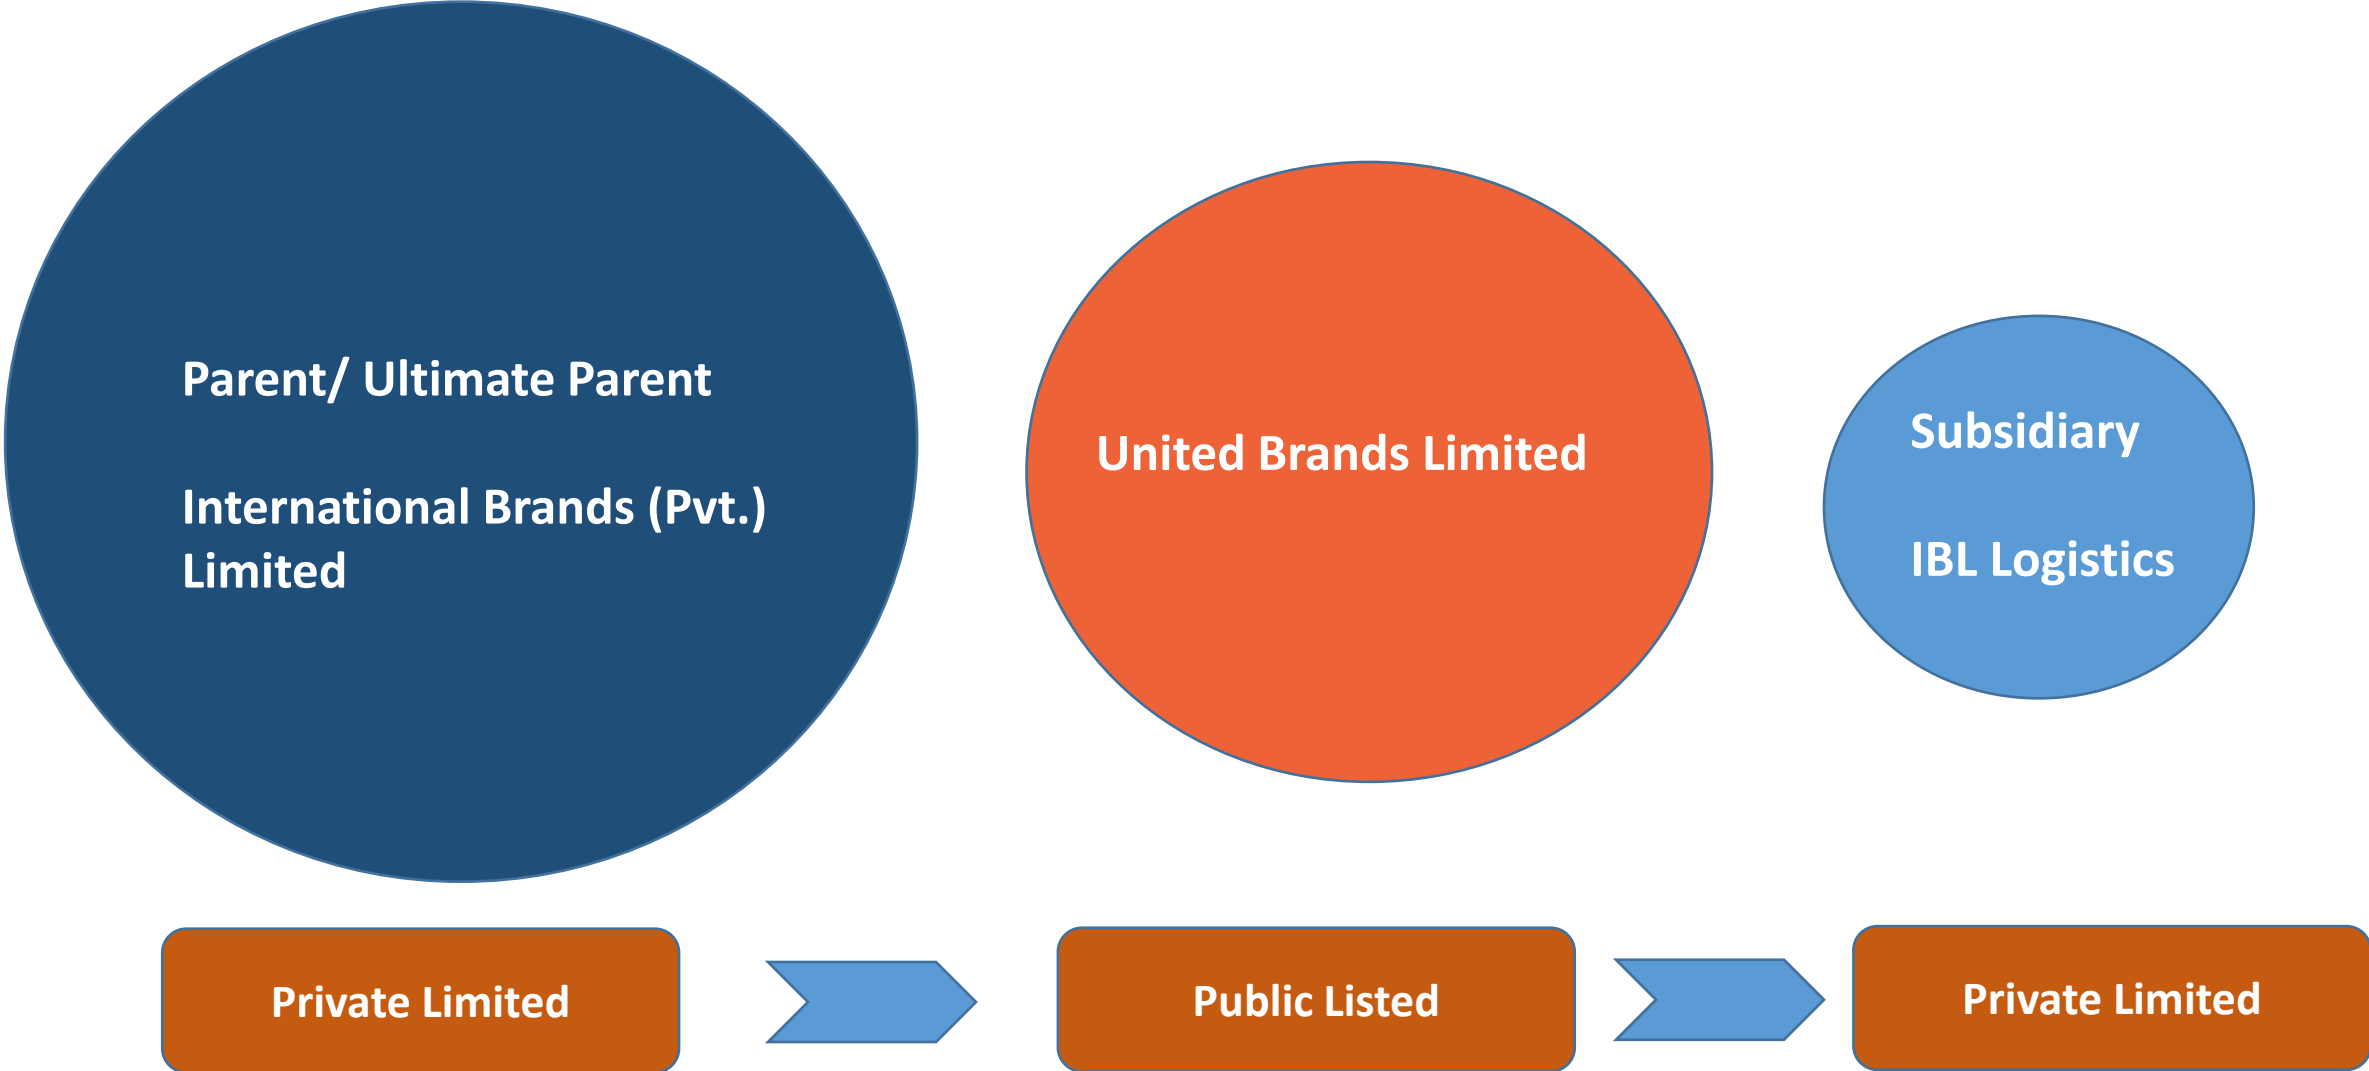 Parent/ Ultimate Parent
International Brands (Pvt.)
Limited
United Brands Limited
Subsidiary
IBL Logistics
Private Limited
Public Listed
Private Limited